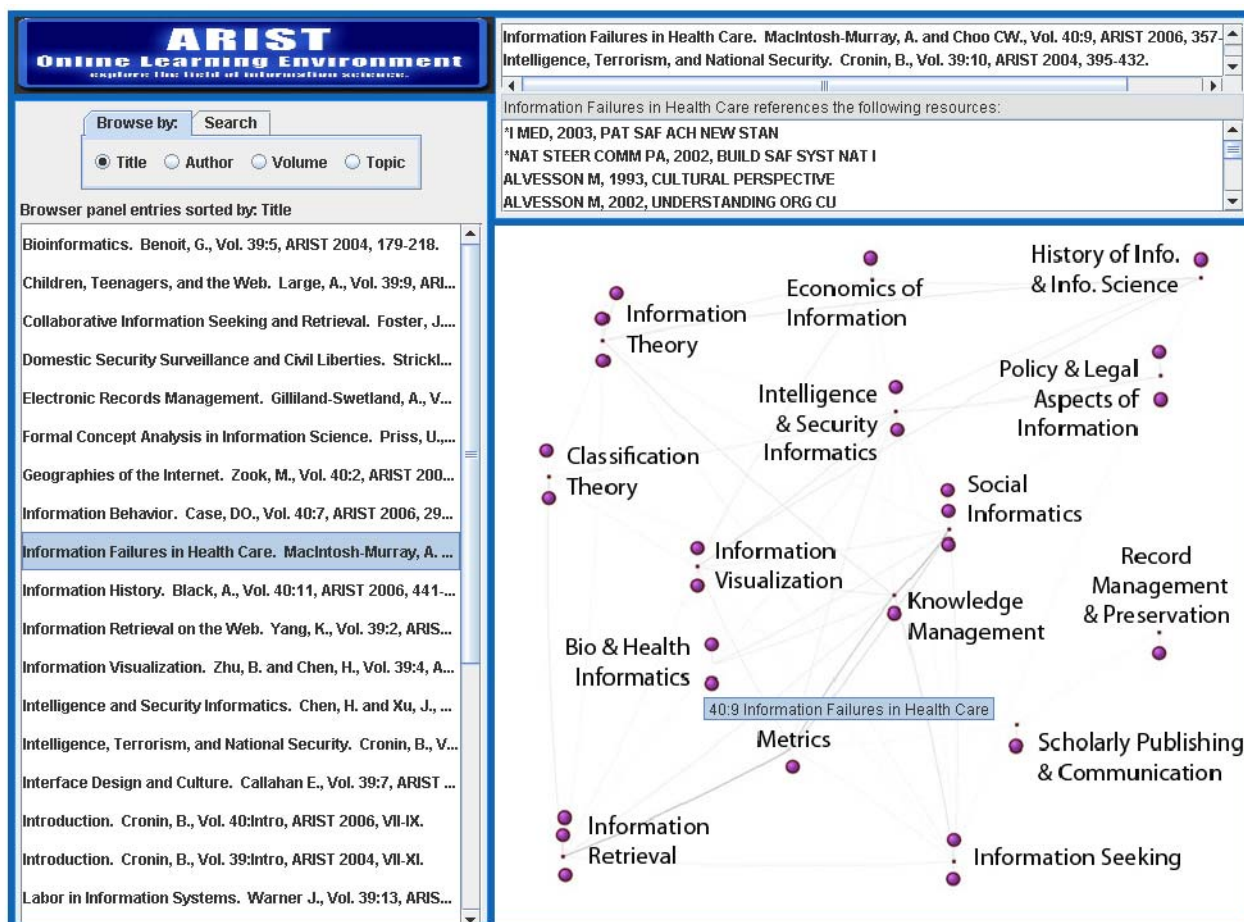 ARIST
Online Learning Environment
explore the field of information science.
Browse by:
Search
Title
Author
Volume
Topic
Browser panel entries sorted by: Title
Bioinformatics. Benoit, G., Vol. 39:5, ARIST 2004, 179-218.
Children, Teenagers, and the Web. Large, A., Vol. 39:9, ARI...
Collaborative Information Seeking and Retrieval. Foster, J....
Domestic Security Surveillance and Civil Liberties. Strickl...
Electronic Records Management. Gilliland-Swetland, A., V...
Formal Concept Analysis in Information Science. Priss, U.,...
Geographies of the Internet. Zook, M., Vol. 40:2, ARIST 200...
Information Behavior. Case, DO., Vol. 40:7, ARIST 2006, 29...
Information Failures in Health Care. MacIntosh-Murray, A. ...
Information History. Black, A., Vol. 40:11, ARIST 2006, 441-...
Information Retrieval on the Web. Yang, K., Vol. 39:2, ARIS...
Information Visualization. Zhu, B. and Chen, H., Vol. 39:4, A...
Intelligence and Security Informatics. Chen, H. and Xu, J., ...
Intelligence, Terrorism, and National Security. Cronin, B., V...
Interface Design and Culture. Callahan E., Vol. 39:7, ARIST ...
Introduction. Cronin, B., Vol. 40:Intro, ARIST 2006, VII-IX.
Introduction. Cronin, B., Vol. 39:Intro, ARIST 2004, VII-XI.
Labor in Information Systems. Warner J., Vol. 39:13, ARIS...
Information Failures in Health Care. MacIntosh-Murray, A. and Choo CW., Vol. 40:9, ARIST 2006, 357-
Intelligence, Terrorism, and National Security. Cronin, B., Vol. 39:10, ARIST 2004, 395-432.
Information Failures in Health Care references the following resources:
*I MED, 2003, PAT SAF ACH NEW STAN
*NAT STEER COMM PA, 2002, BUILD SAF SYST NAT I
ALVESSON M, 1993, CULTURAL PERSPECTIVE
ALVESSON M, 2002, UNDERSTANDING ORG CU
History of Info.
& Info. Science
Economics of
Information
Information
Theory
Policy & Legal
Aspects of
Information
Intelligence
& Security
Informatics
Classification
Theory
Social
Informatics
Information
Visualization
Record
Management
& Preservation
Knowledge
Management
Bio & Health
Informatics
40:9 Information Failures in Health Care
Metrics
Scholarly Publishing
& Communication
Information
Retrieval
Information Seeking